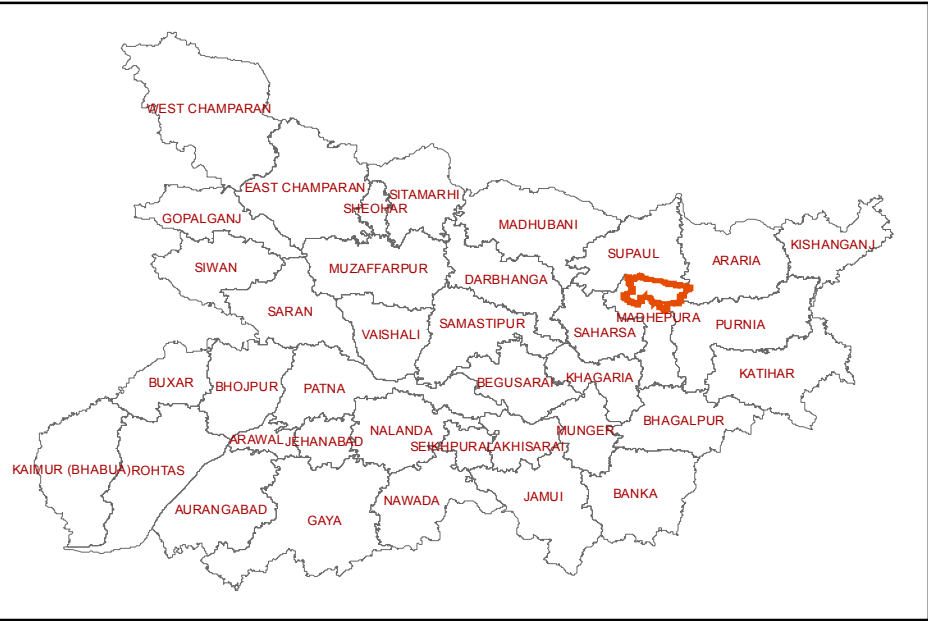 WEST CHAMPARAN
EAST CHAMPARAN
SITAMARHI
SHEOHAR
GOPALGANJ
MADHUBANI
SUPAUL
ARARIA
KISHANGANJ
SIWAN
MUZAFFARPUR
DARBHANGA
SARAN
VAISHALI
SAMASTIPUR
MADHEPURA
SAHARSA
PURNIA
BUXAR
BHOJPUR
PATNA
BEGUSARAI
KHAGARIA
KATIHAR
NALANDA
MUNGER
BHAGALPUR
ARAWAL
JEHANABAD
SEIKHPURA
LAKHISARAI
KAIMUR (BHABUA)
ROHTAS
AURANGABAD
GAYA
NAWADA
JAMUI
BANKA